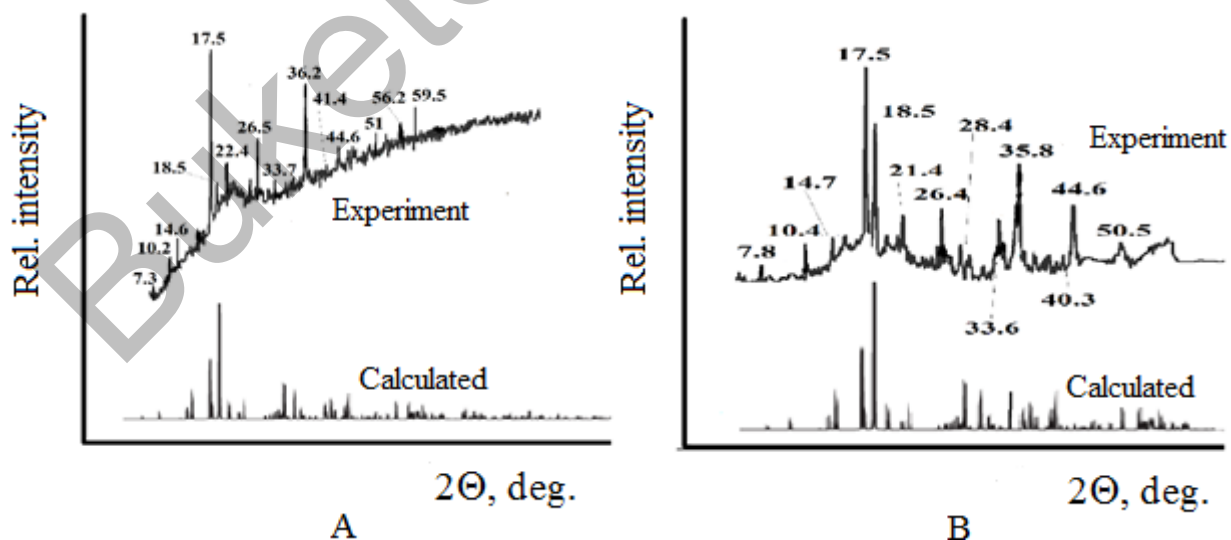 Buket
Rel. intensity
17.5
36.2
41.4
56.2
59.5
26.5
51
44.6
22.4
33.7
18.5
14.6
10.2
7.3
Experiment
Calculated
2Θ, deg.
A
Rel. intensity
17.5
18.5
28.4
Experiment
35.8
14.7
21.4
26.4
44.6
10.4
50.5
7.8
40.3
33.6
Calculated
2Θ, deg.
B